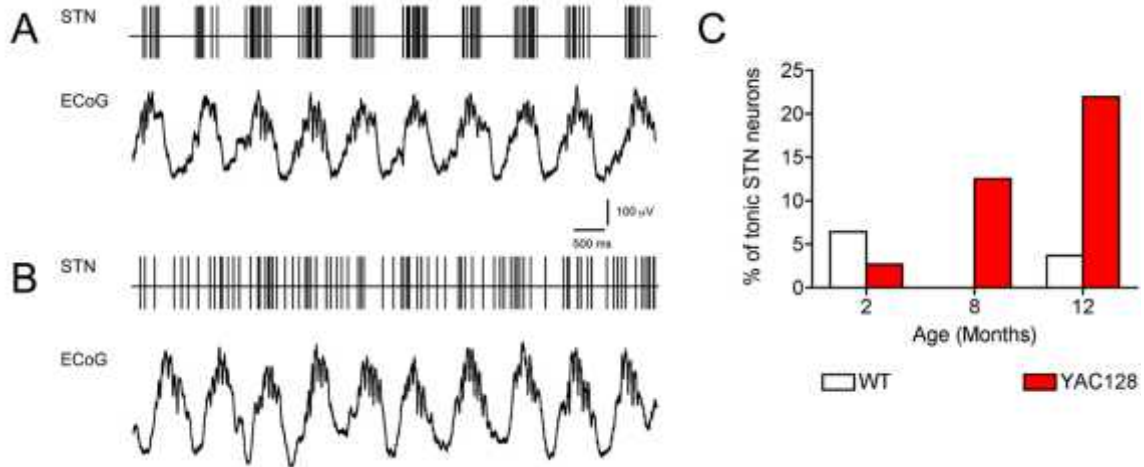 A
STN
ECoG
100 µV
500 ms
B
STN
ECoG
C
% of tonic STN neurons
25
20
15
10
5
0
2 8 12
Age (Months)
WT YAC128